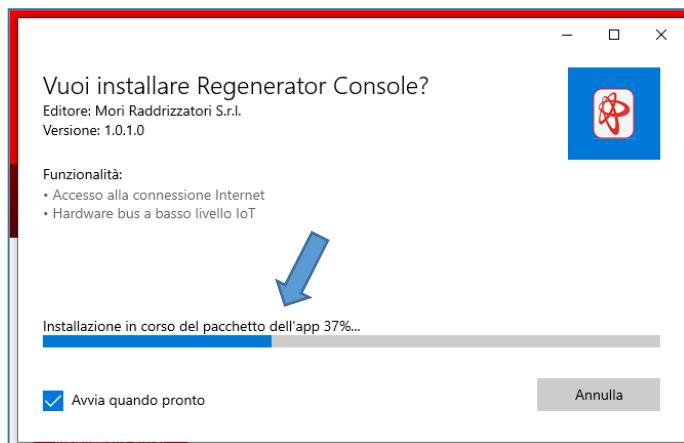 Vuoi installare Regenerator Console?
Editore: Mori Raddrizzatori S.r.l.
Versione: 1.0.1.0
Funzionalità:
• Accesso alla connessione Internet
• Hardware bus a basso livello IoT
Installazione in corso del pacchetto dell'app 37%...
Avvia quando pronto
Annulla